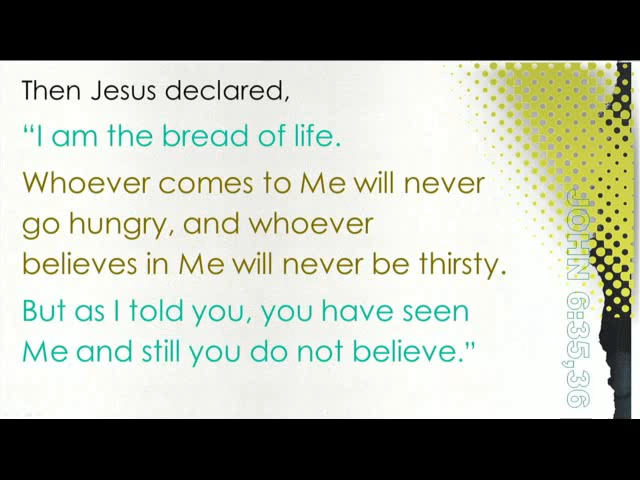 Then Jesus declared,
“I am the bread of life.
Whoever comes to Me will never
go hungry, and whoever
believes in Me will never be thirsty.
But as I told you, you have seen
Me and still you do not believe.”
JOHN 6:35,36